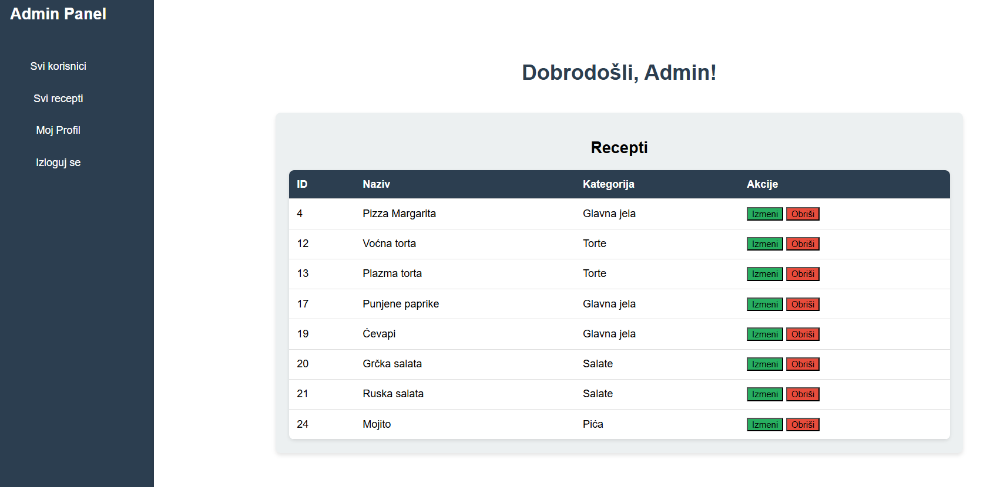 Admin Panel
Svi korisnici
Svi recepti
Moj Profil
Izloguj se
Dobrodošli, Admin!
Recepti
ID Naziv Kategorija Akcije
4 Pizza Margarita Glavna jela Izmeni Obriši
12 Voćna torta Torte Izmeni Obriši
13 Plazma torta Torte Izmeni Obriši
17 Punjene paprike Glavna jela Izmeni Obriši
19 Ćevapi Glavna jela Izmeni Obriši
20 Grčka salata Salate Izmeni Obriši
21 Ruska salata Salate Izmeni Obriši
24 Mojito Pića Izmeni Obriši